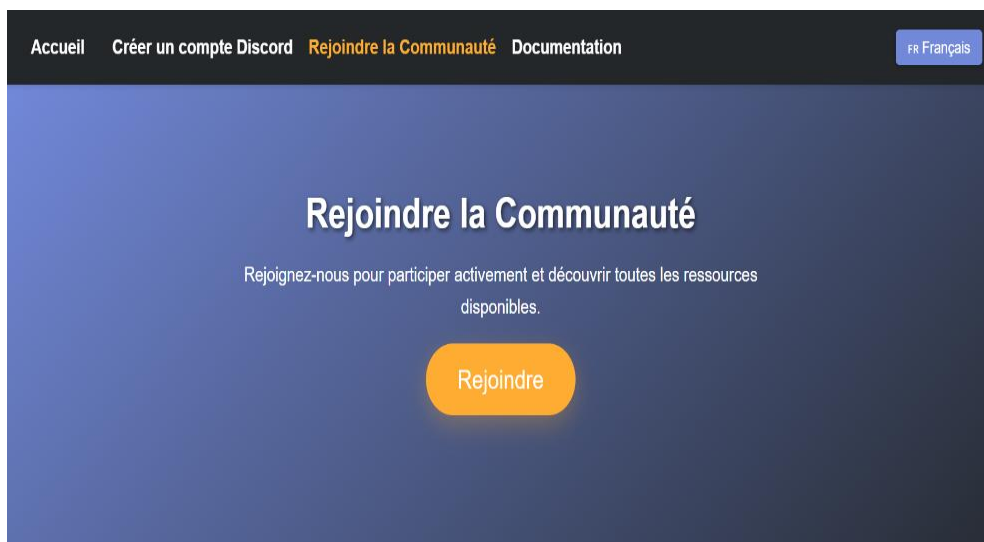 Accueil Créer un compte Discord Rejoindre la Communauté Documentation FR Français
Rejoindre la Communauté
Rejoignez-nous pour participer activement et découvrir toutes les ressources
disponibles.
Rejoindre